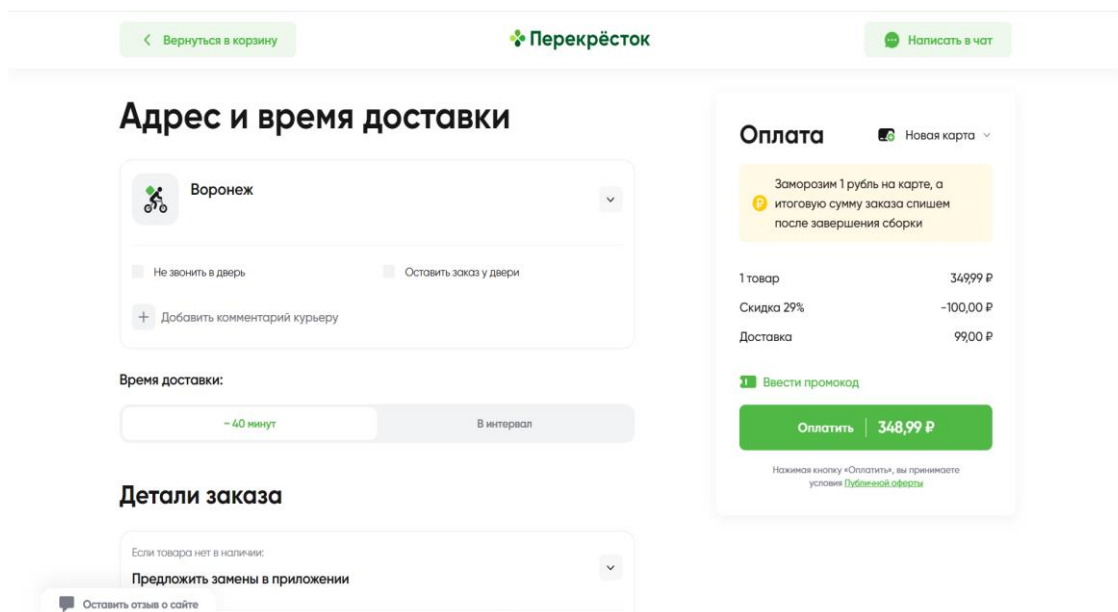 Вернуться в корзину
Перекрёсток
Написать в чат
Адрес и время доставки
Воронеж
Не звонить в дверь
Оставить заказ у двери
Добавить комментарий курьеру
Время доставки:
~ 40 минут
В интервал
Детали заказа
Если товара нет в наличии:
Предложить замены в приложении
Оставить отзыв о сайте
Оплата
Новая карта
Заморозим 1 рубль на карте, а
итоговую сумму заказа спишем
после завершения сборки
1 товар 349,99 ₽
Скидка 29% -100,00 ₽
Доставка 99,00 ₽
Ввести промокод
Оплатить 348,99 ₽
Нажимая кнопку «Оплатить», вы принимаете
условия Публичной оферты